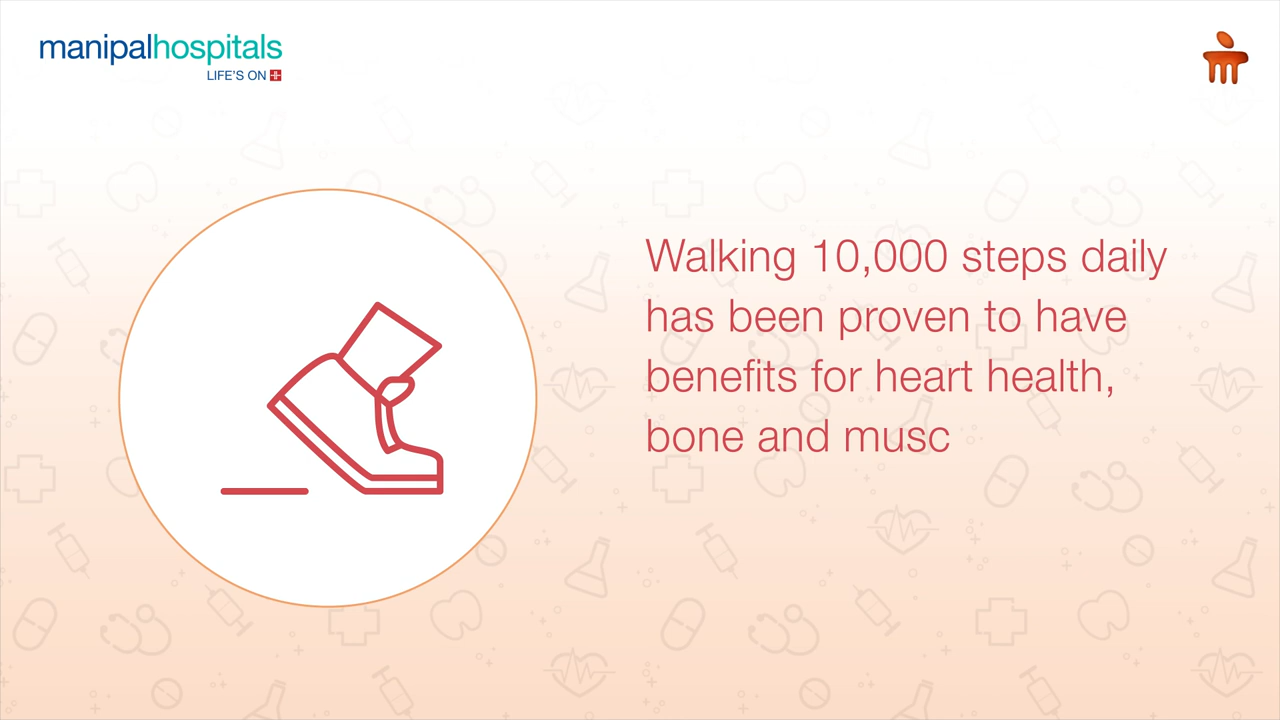 manipalhospitals
LIFE'S ON
Walking 10,000 steps daily
has been proven to have
benefits for heart health,
bone and musc